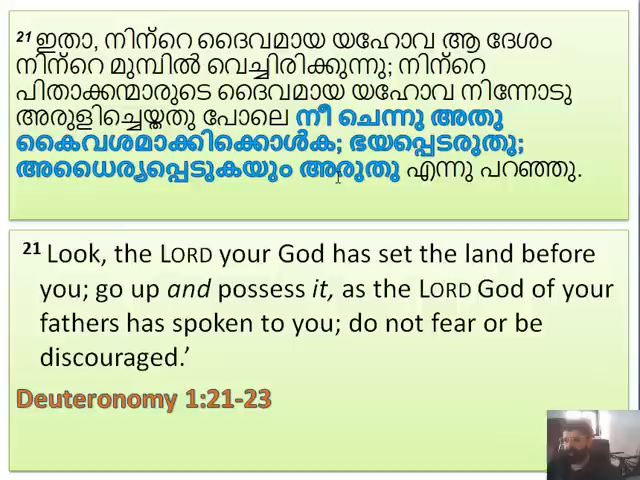 21 ഇതാ, നിന്റെ ദൈവമായ യഹോവ ആ ദേശം
നിന്റെ മുമ്പിൽ വെച്ചിരിക്കുന്നു; നിന്റെ
പിതാക്കന്മാരുടെ ദൈവമായ യഹോവ നിന്നോടു
അരുളിച്ചെയ്തതു പോലെ നീ ചെന്നു അതു
കൈവശമാക്കിക്കൊൾക; ഭയപ്പെടരുതു;
അധൈര്യപ്പെടുകയും അരുതു എന്നു പറഞ്ഞു.
21 Look, the LORD your God has set the land before
you; go up and possess it, as the LORD God of your
fathers has spoken to you; do not fear or be
discouraged.’
Deuteronomy 1:21-23